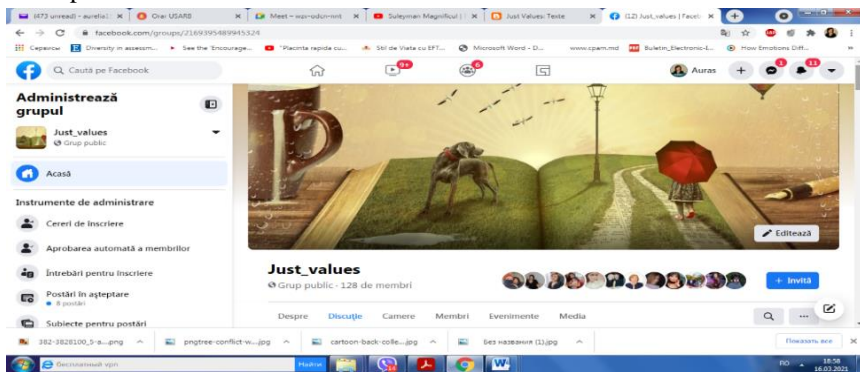 (473 unread) - aurelia
Orar USARB
Meet –
Suleyman Magnificul
Just Values: Texte
(12) Just_values | Faceb
facebook.com/groups/2169395489945324
Сервисы
Diversity in assessm...
See the 'Encourage...
"Placinta rapida cu...
Stil de Viata cu EFT...
Microsoft Word - D...
www.cpam.md
Buletin_Electronic-L...
How Emotions Diff...
Caută pe Facebook
9+
6
Auras
1
11
Administrează
grupul
Just_values
Grup public
Acasă
Instrumente de administrare
Cereri de înscriere
Aprobarea automată a membrilor
Întrebări pentru înscriere
Postări în așteptare
8 postări
Subiecte pentru postări
Editează
Just_values
Grup public · 128 de membri
+ Invită
Despre
Discuție
Camere
Membri
Evenimente
Media
382-3828100_5-a...png
pngtree-conflict-w...jpg
cartoon-back-colle...jpg
Без названия (1).jpg
Показать все
Бесплатный vpn
Найти
RO
18:58
16.03.2021